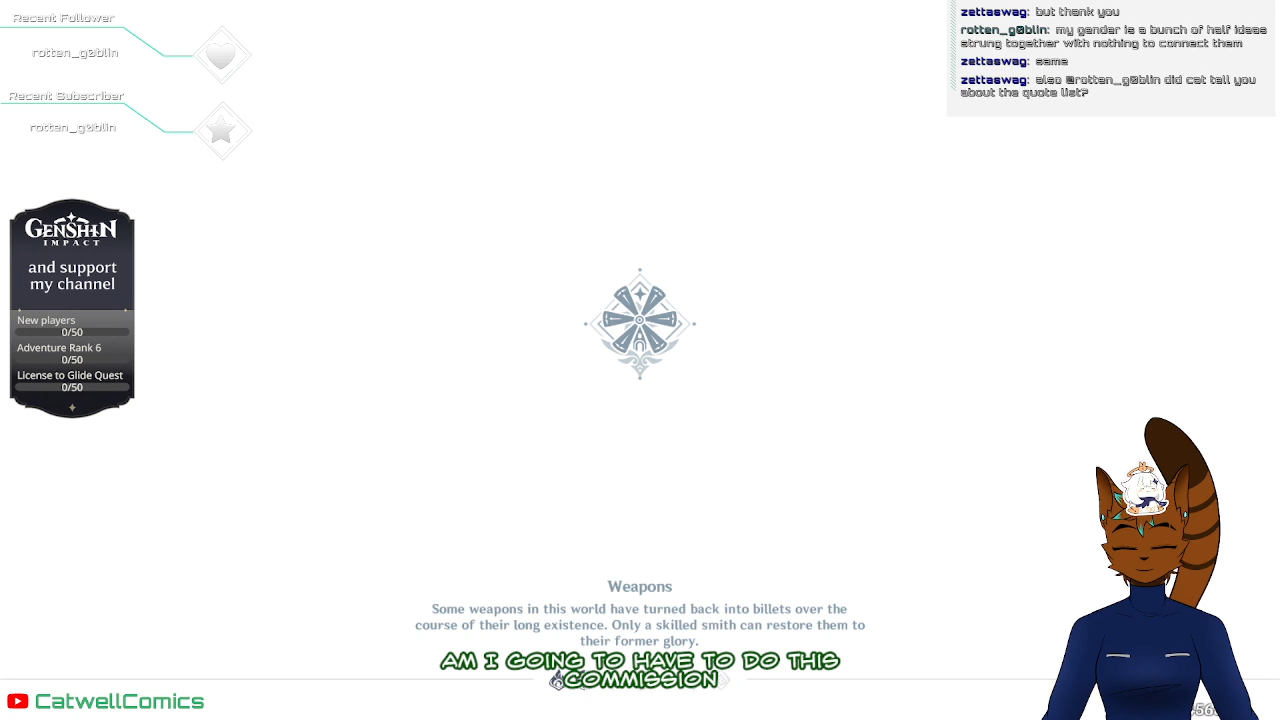 Recent Follower
rotten_g0blin
Recent Subscriber
rotten_g0blin
GENSHIN
IMPACT
and support
my channel
New players
0/50
Adventure Rank 6
0/50
License to Glide Quest
0/50
zettaswag: but thank you
rotten_g0blin: my gender is a bunch of half ideas
strung together with nothing to connect them
zettaswag: same
zettaswag: also @rotten_g0blin did cat tell you
about the quote list?
Weapons
Some weapons in this world have turned back into billets over the
course of their long existence. Only a skilled smith can restore them to
their former glory.
AM I GOING TO HAVE TO DO THIS
COMMISSION
CatwellComics